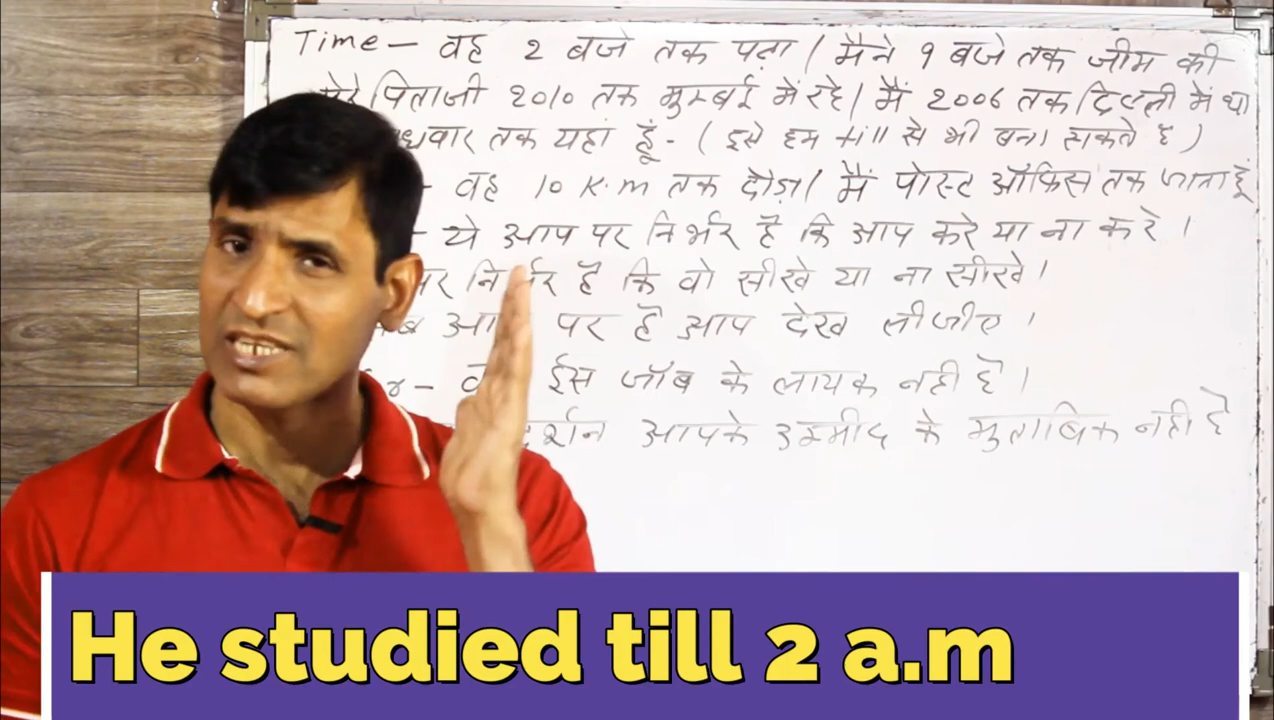 Time – वह 2 बजे तक पढ़ा / मैने 9 बजे तक जीम की
मेरे पिताजी 2010 तक मुम्बई में रहे / मैं 2006 तक दिल्ली में था
धवार तक यहां हूं - ( इसे हम till से भी बना सकते है )
- वह 10 K.m तक दौड़ा / मैं पोस्ट ऑफिस तक जाता हूं
- ये आप पर निर्भर है कि आप करे या ना करे ।
पर निर्भर है कि वो सीखे या ना सीखे ।
पर है आप देख लीजीए ।
– ईस जॉब के लायक नही है ।
आपके उम्मीद के मुताबिक नही है
He studied till 2 a.m